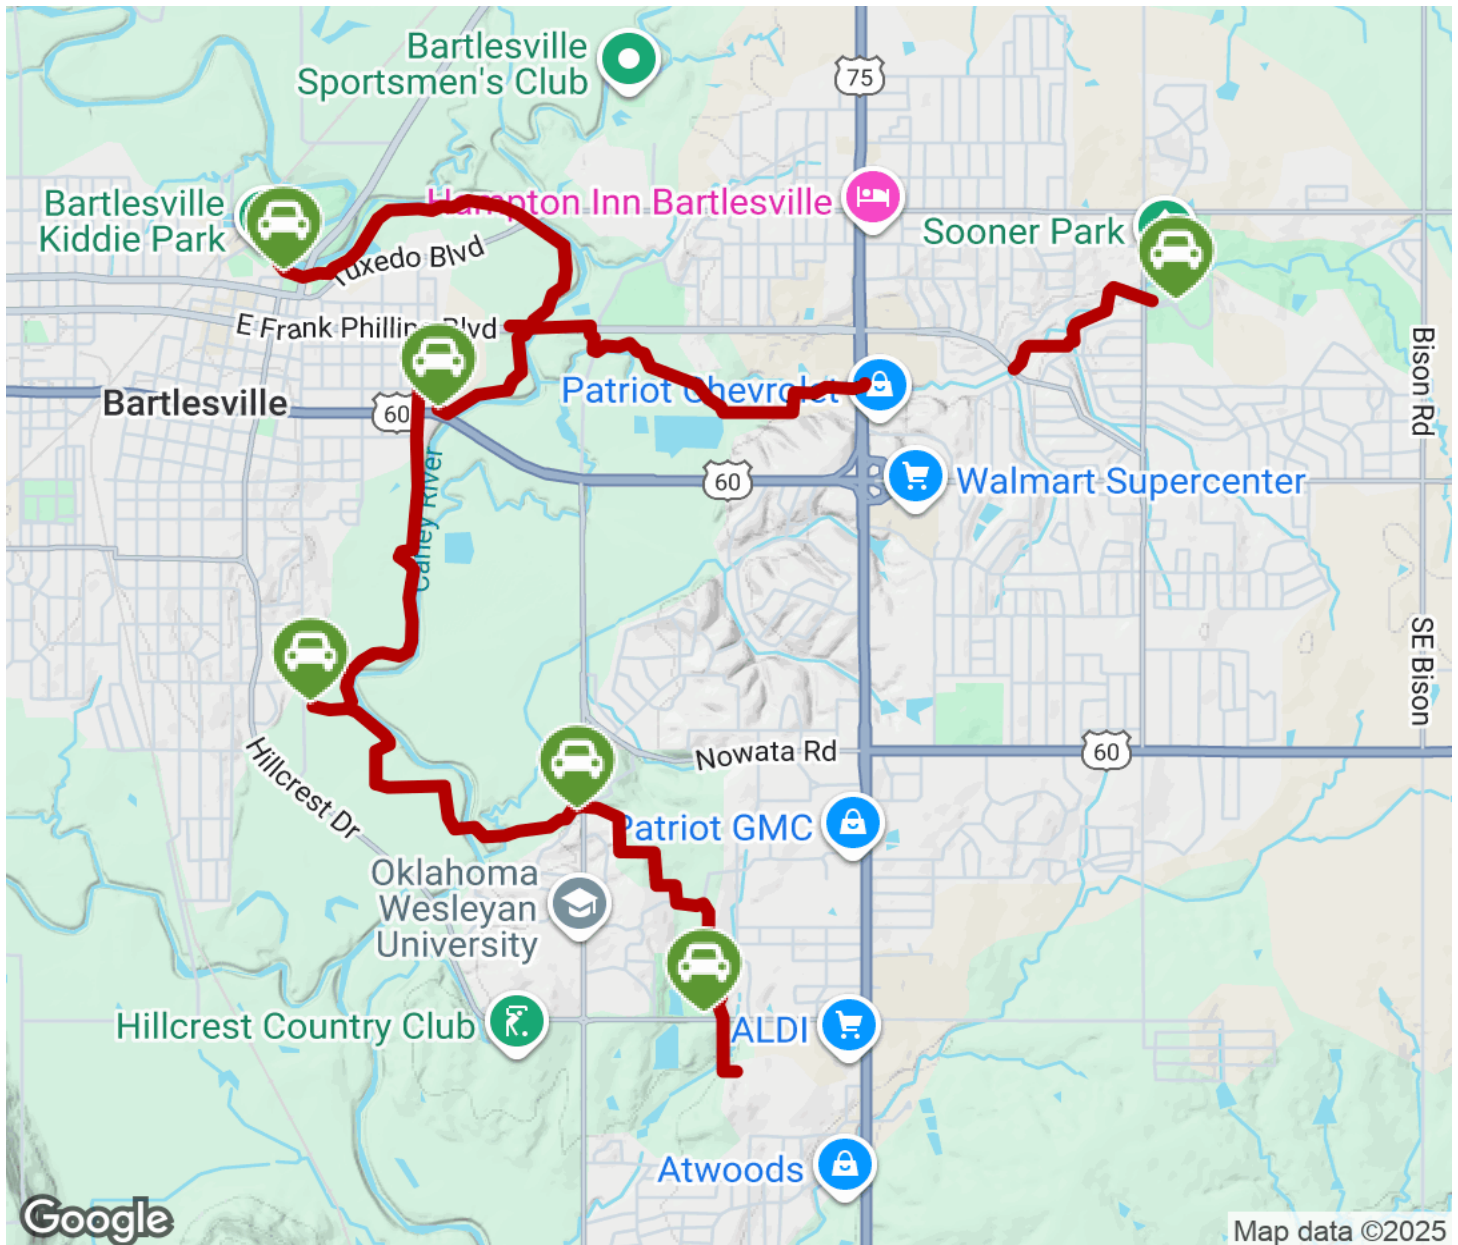 Bartlesville
Sportsmen's Club
75
Bartlesville
Kiddie Park
Hampton Inn Bartlesville
Sooner Park
Tuxedo Blvd
E Frank Phillips Blvd
Bartlesville
60
Patriot Chevrolet
Bison Rd
Caney River
60
Walmart Supercenter
SE Bison
Hillcrest Dr
Nowata Rd
60
Patriot GMC
Oklahoma
Wesleyan
University
Hillcrest Country Club
ALDI
Atwoods
Google
Map data ©2025